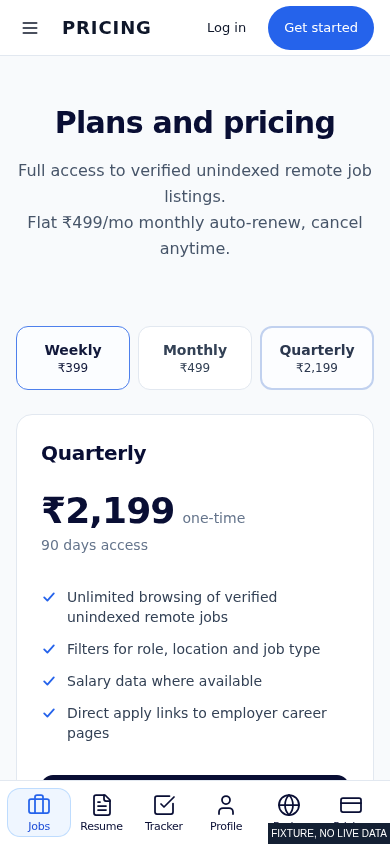 PRICING
Log in
Get started
Plans and pricing
Full access to verified unindexed remote job
listings.
Flat ₹499/mo monthly auto-renew, cancel
anytime.
Weekly
₹399
Monthly
₹499
Quarterly
₹2,199
Quarterly
₹2,199 one-time
90 days access
Unlimited browsing of verified
unindexed remote jobs
Filters for role, location and job type
Salary data where available
Direct apply links to employer career
pages
Jobs
Resume
Tracker
Profile
FIXTURE, NO LIVE DATA